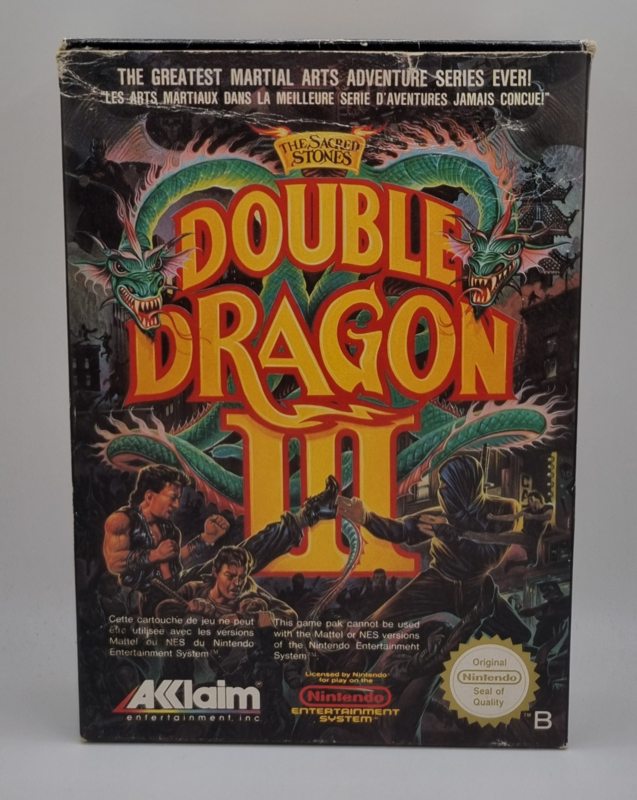 THE GREATEST MARTIAL ARTS ADVENTURE SERIES EVER!
"LES ARTS MARTIAUX DANS LA MEILLEURE SERIE D'AVENTURES JAMAIS CONCUE!"
THE SACRED
STONES
DOUBLE
DRAGON
III
Cette cartouche de jeu ne peut
être utilisée avec les versions
Mattel ou NES du Nintendo
Entertainment System™.
This game pak cannot be used
with the Mattel or NES versions
of the Nintendo Entertainment
System™
AKlaim
entertainment, inc.
Licensed by Nintendo
for play on the
Nintendo
ENTERTAINMENT
SYSTEM™
Original
Nintendo
Seal of
Quality
™ B